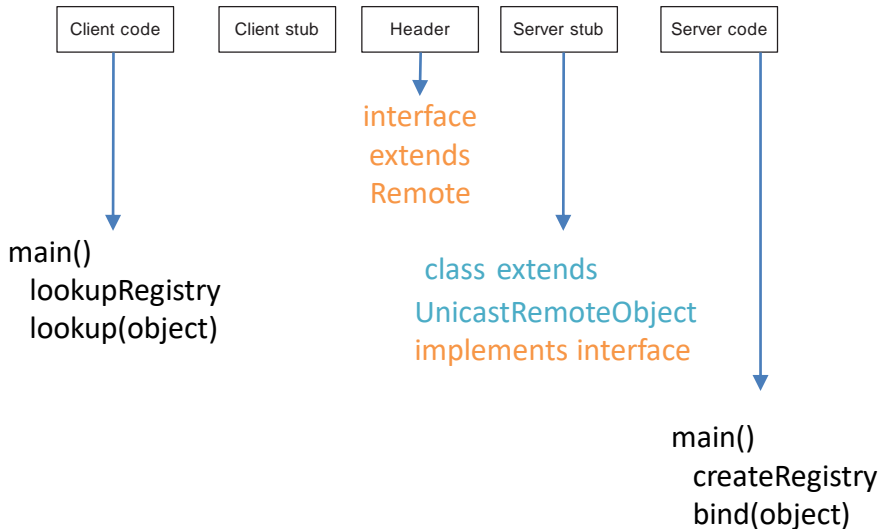 Client code
Client stub
Header
Server stub
Server code
interface
extends
Remote
main()
lookupRegistry
lookup(object)
class extends
UnicastRemoteObject
implements interface
main()
createRegistry
bind(object)